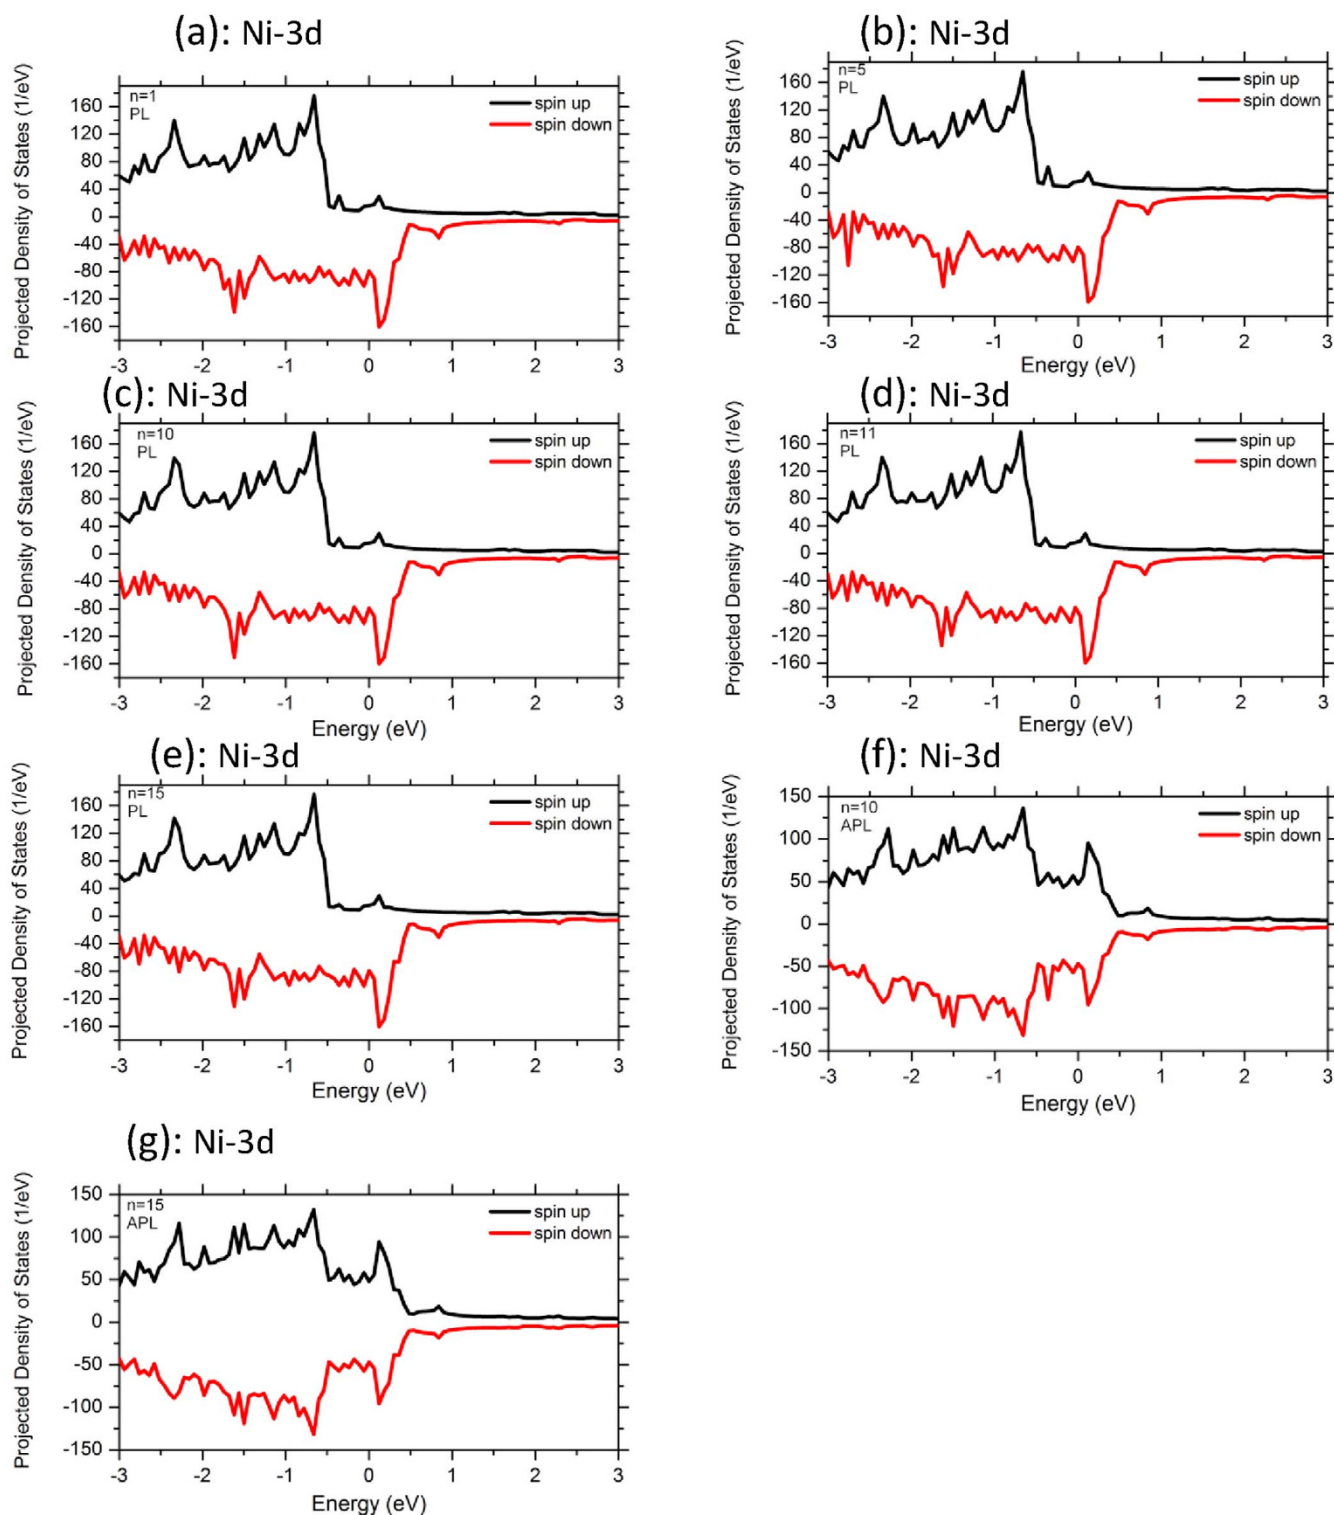 (a): Ni-3d
Projected Density of States (1/eV)
n=1
PL
spin up
spin down
160
120
80
40
0
-40
-80
-120
-160
-3 -2 -1 0 1 2 3
Energy (eV)
(b): Ni-3d
Projected Density of States (1/eV)
n=5
PL
spin up
spin down
160
120
80
40
0
-40
-80
-120
-160
-3 -2 -1 0 1 2 3
Energy (eV)
(c): Ni-3d
Projected Density of States (1/eV)
n=10
PL
spin up
spin down
160
120
80
40
0
-40
-80
-120
-160
-3 -2 -1 0 1 2 3
Energy (eV)
(d): Ni-3d
Projected Density of States (1/eV)
n=11
PL
spin up
spin down
160
120
80
40
0
-40
-80
-120
-160
-3 -2 -1 0 1 2 3
Energy (eV)
(e): Ni-3d
Projected Density of States (1/eV)
n=15
PL
spin up
spin down
160
120
80
40
0
-40
-80
-120
-160
-3 -2 -1 0 1 2 3
Energy (eV)
(f): Ni-3d
Projected Density of States (1/eV)
n=10
APL
spin up
spin down
150
100
50
0
-50
-100
-150
-3 -2 -1 0 1 2 3
Energy (eV)
(g): Ni-3d
Projected Density of States (1/eV)
n=15
APL
spin up
spin down
150
100
50
0
-50
-100
-150
-3 -2 -1 0 1 2 3
Energy (eV)